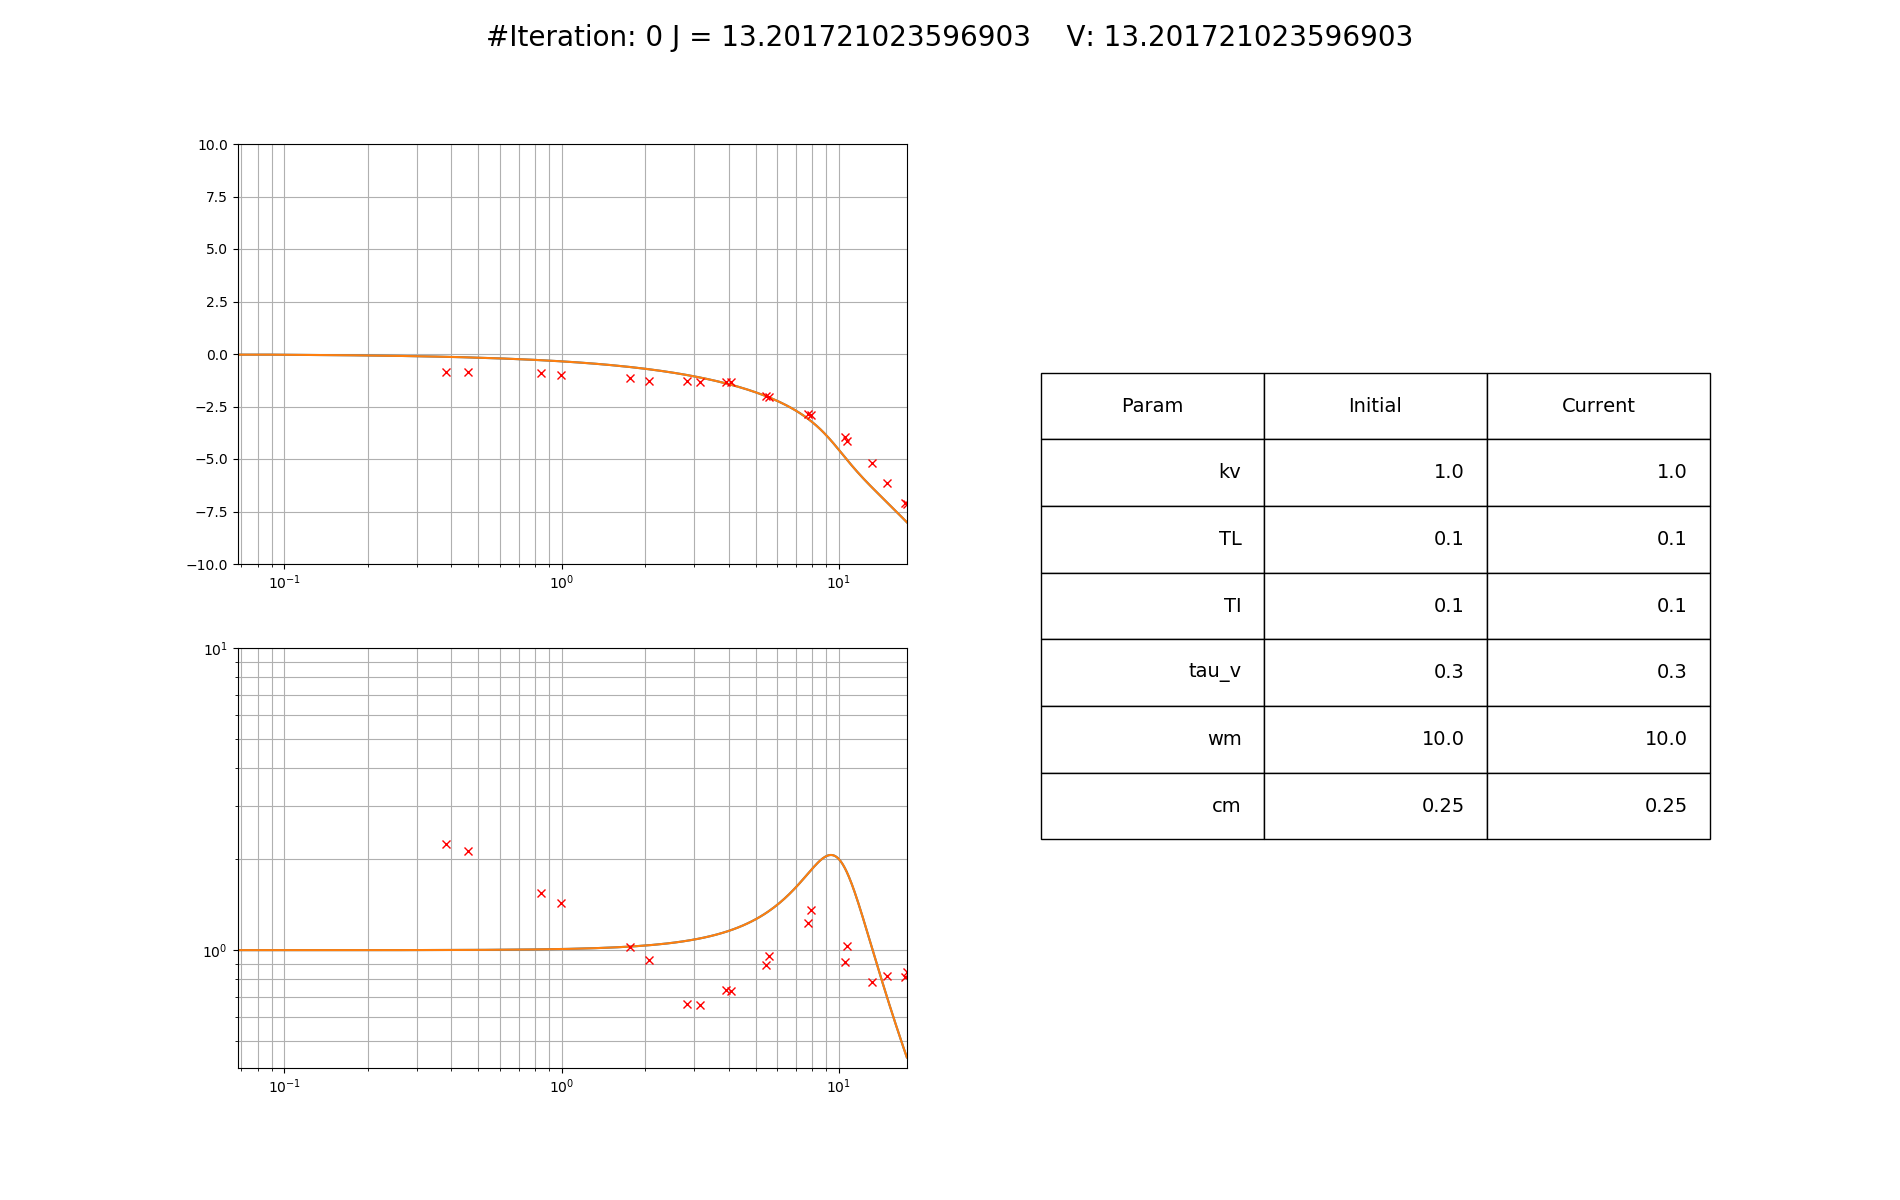 #Iteration: 0 J = 13.201721023596903    V: 13.201721023596903
10.0
7.5
5.0
2.5
0.0
−2.5
−5.0
−7.5
−10.0
10⁻¹ 10⁰ 10¹
10¹
10⁰
10⁻¹ 10⁰ 10¹
Param Initial Current
kv 1.0 1.0
TL 0.1 0.1
TI 0.1 0.1
tau_v 0.3 0.3
wm 10.0 10.0
cm 0.25 0.25